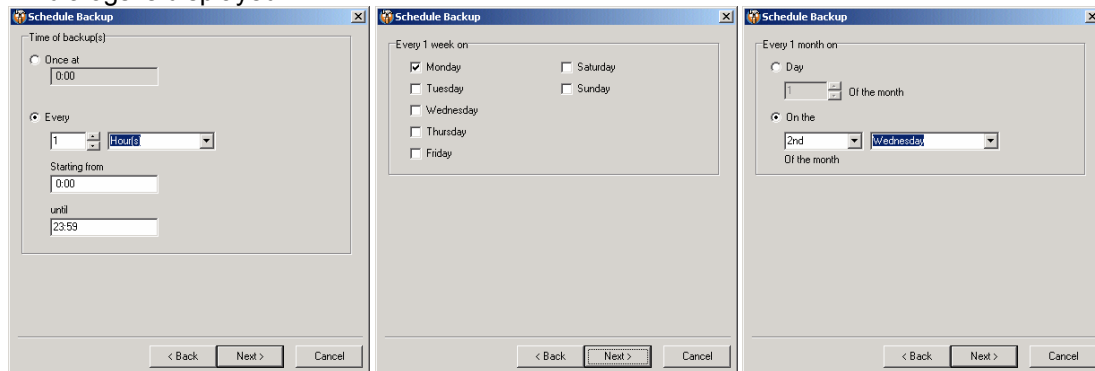 Schedule Backup
Time of backup(s)
Once at
0:00
Every
1 Hour(s)
Starting from
0:00
until
23:59
< Back Next > Cancel
Schedule Backup
Every 1 week on
Monday Saturday
Tuesday Sunday
Wednesday
Thursday
Friday
< Back Next > Cancel
Schedule Backup
Every 1 month on
Day
1 Of the month
On the
2nd Wednesday
Of the month
< Back Next > Cancel